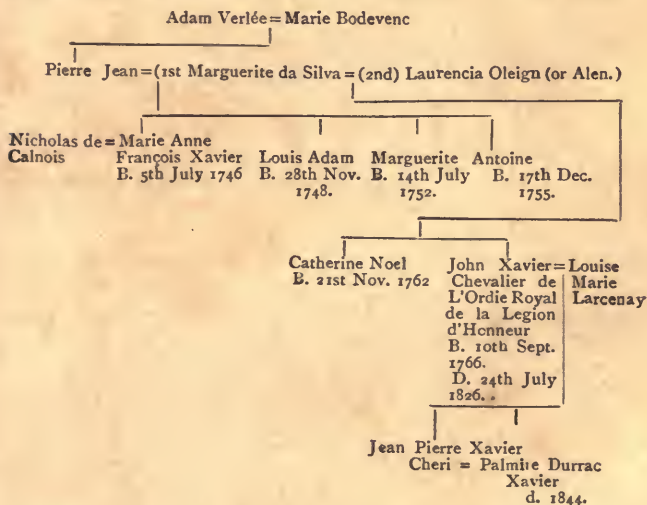 Adam Verlée = Marie Bodevenc
Pierre Jean = (1st Marguerite da Silva = (2nd) Laurencia Oleign (or Alen.)
Nicholas de = Marie Anne
Calnois François Xavier Louis Adam Marguerite Antoine
B. 5th July 1746 B. 28th Nov. B. 14th July B. 17th Dec.
1748. 1752. 1755.
Catherine Noel John Xavier = Louise
B. 21st Nov. 1762 Chevalier de Marie
L'Ordie Royal Larcenay
de la Legion
d'Honneur
B. 10th Sept.
1766.
D. 24th July
1826..
Jean Pierre Xavier
Cheri = Palmite Durrac
Xavier
d. 1844.